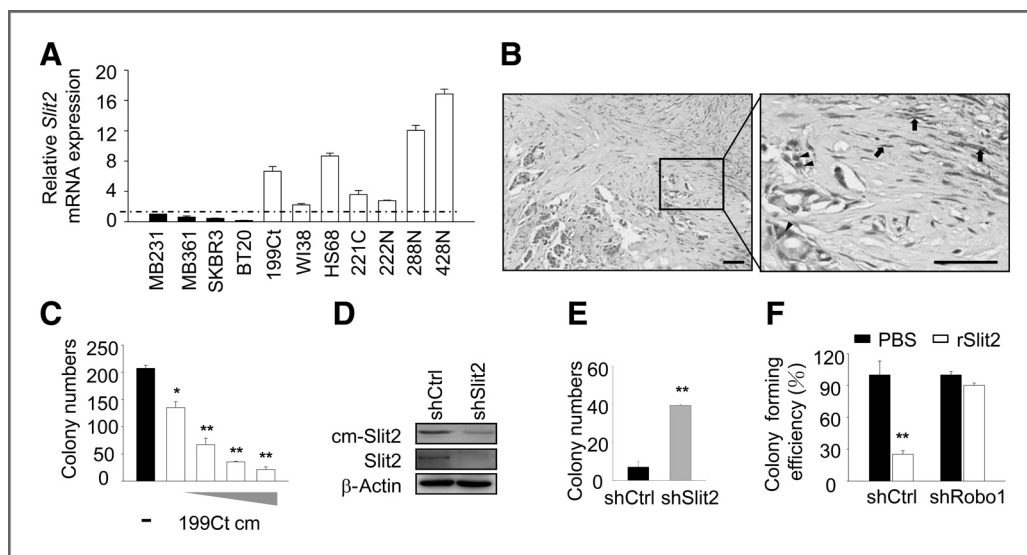 A
Relative Slit2
mRNA expression
20
16
12
8
4
0
MB231
MB361
SKBR3
BT20
199Ct
WI38
HS68
221C
222N
288N
428N
B
C
Colony numbers
250
200
150
100
50
0
*
**
**
**
–
199Ct cm
D
shCtrl
shSlit2
cm-Slit2
Slit2
β-Actin
E
Colony numbers
60
40
20
0
**
shCtrl shSlit2
F
PBS rSlit2
Colony forming
efficiency (%)
120
90
60
30
0
**
shCtrl shRobo1